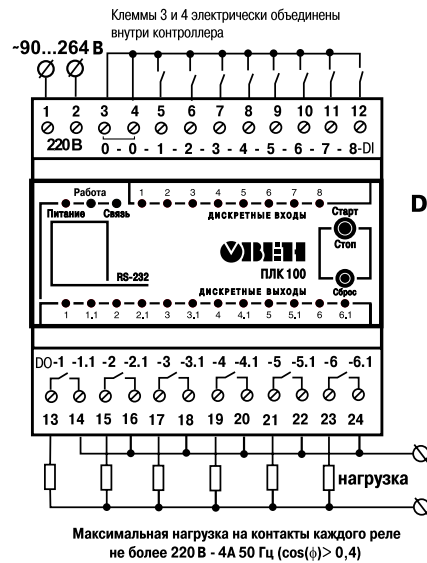 Клеммы 3 и 4 электрически объединены
внутри контроллера
~90...264 В
1 2 3 4 5 6 7 8 9 10 11 12
220 В 0 - 0 - 1 - 2 - 3 - 4 - 5 - 6 - 7 - 8-DI
Работа
Питание Связь
1 2 3 4 5 6 7 8
ДИСКРЕТНЫЕ ВХОДЫ
Старт
Стоп
D
ОВЕН
ПЛК 100
RS-232
Сброс
ДИСКРЕТНЫЕ ВЫХОДЫ
1 1.1 2 2.1 3 3.1 4 4.1 5 5.1 6 6.1
DO-1 -1.1 -2 -2.1 -3 -3.1 -4 -4.1 -5 -5.1 -6 -6.1
13 14 15 16 17 18 19 20 21 22 23 24
нагрузка
Максимальная нагрузка на контакты каждого реле
не более 220 В - 4А 50 Гц (cos(ϕ)> 0,4)